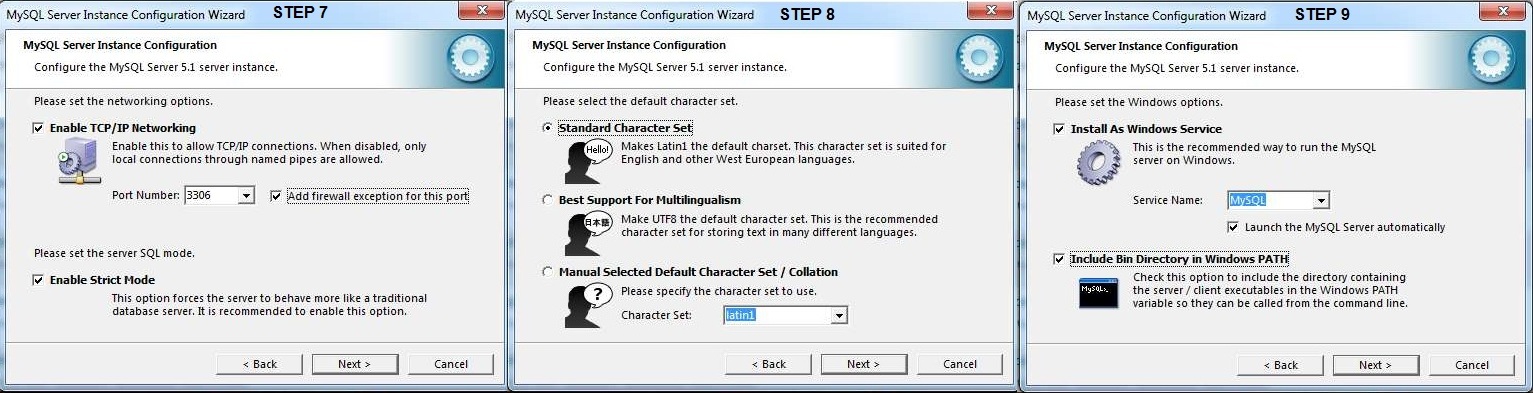 MySQL Server Instance Configuration Wizard STEP 7
MySQL Server Instance Configuration
Configure the MySQL Server 5.1 server instance.
Please set the networking options.
Enable TCP/IP Networking
Enable this to allow TCP/IP connections. When disabled, only
local connections through named pipes are allowed.
Port Number: 3306 Add firewall exception for this port
Please set the server SQL mode.
Enable Strict Mode
This option forces the server to behave more like a traditional
database server. It is recommended to enable this option.
< Back Next > Cancel
MySQL Server Instance Configuration Wizard STEP 8
MySQL Server Instance Configuration
Configure the MySQL Server 5.1 server instance.
Please select the default character set.
Standard Character Set
Hello!
Makes Latin1 the default charset. This character set is suited for
English and other West European languages.
Best Support For Multilingualism
日本語
Make UTF8 the default character set. This is the recommended
character set for storing text in many different languages.
Manual Selected Default Character Set / Collation
?
Please specify the character set to use.
Character Set: latin1
< Back Next > Cancel
MySQL Server Instance Configuration Wizard STEP 9
MySQL Server Instance Configuration
Configure the MySQL Server 5.1 server instance.
Please set the Windows options.
Install As Windows Service
This is the recommended way to run the MySQL
server on Windows.
Service Name: MySQL
Launch the MySQL Server automatically
Include Bin Directory in Windows PATH
MySQL>_
Check this option to include the directory containing
the server / client executables in the Windows PATH
variable so they can be called from the command line.
< Back Next > Cancel